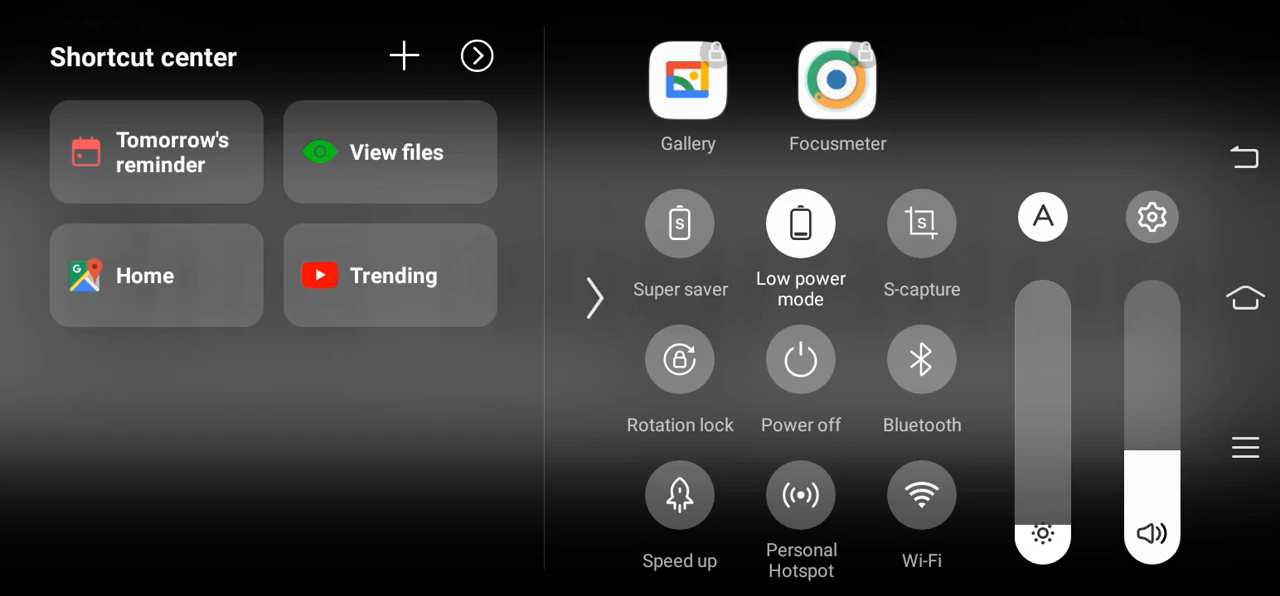 Shortcut center
Tomorrow's
reminder
View files
G
Home
Trending
Gallery
Focusmeter
S
S
A
Super saver
Low power
mode
S-capture
Rotation lock
Power off
Bluetooth
Speed up
Personal
Hotspot
Wi-Fi